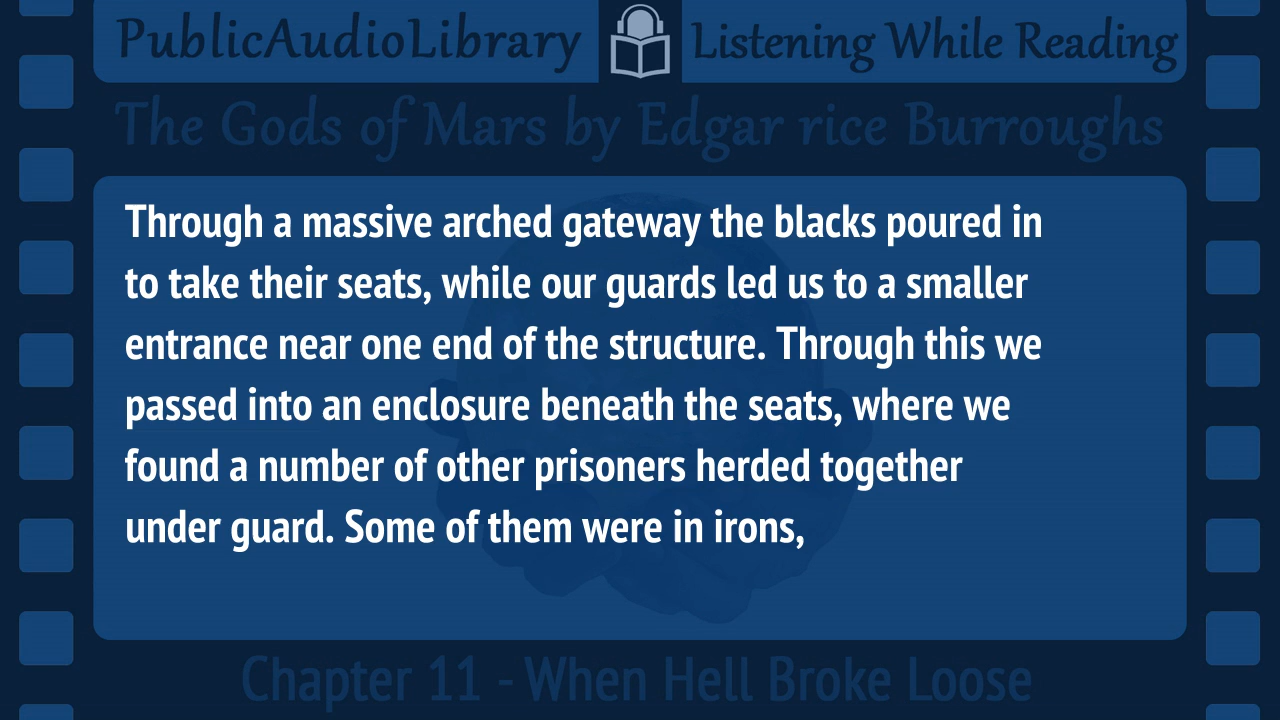 PublicAudioLibrary Listening While Reading
The Gods of Mars by Edgar rice Burroughs
Through a massive arched gateway the blacks poured in
to take their seats, while our guards led us to a smaller
entrance near one end of the structure. Through this we
passed into an enclosure beneath the seats, where we
found a number of other prisoners herded together
under guard. Some of them were in irons,
Chapter 11 - When Hell Broke Loose